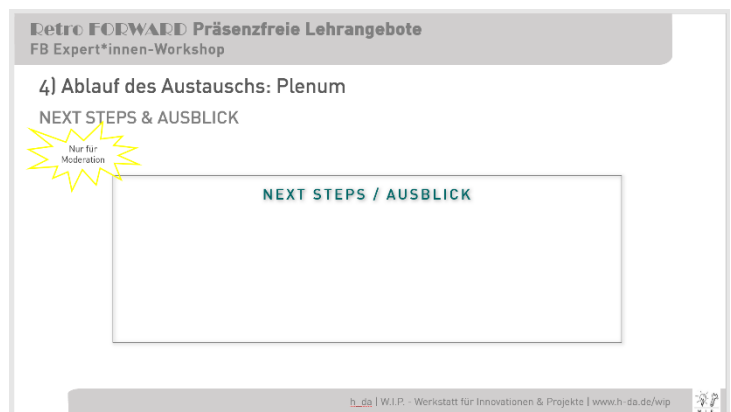 Retro FORWARD Präsenzfreie Lehrangebote
FB Expert*innen-Workshop
4) Ablauf des Austauschs: Plenum
NEXT STEPS & AUSBLICK
Nur für
Moderation
NEXT STEPS / AUSBLICK
h_da | W.I.P. - Werkstatt für Innovationen & Projekte | www.h-da.de/wip